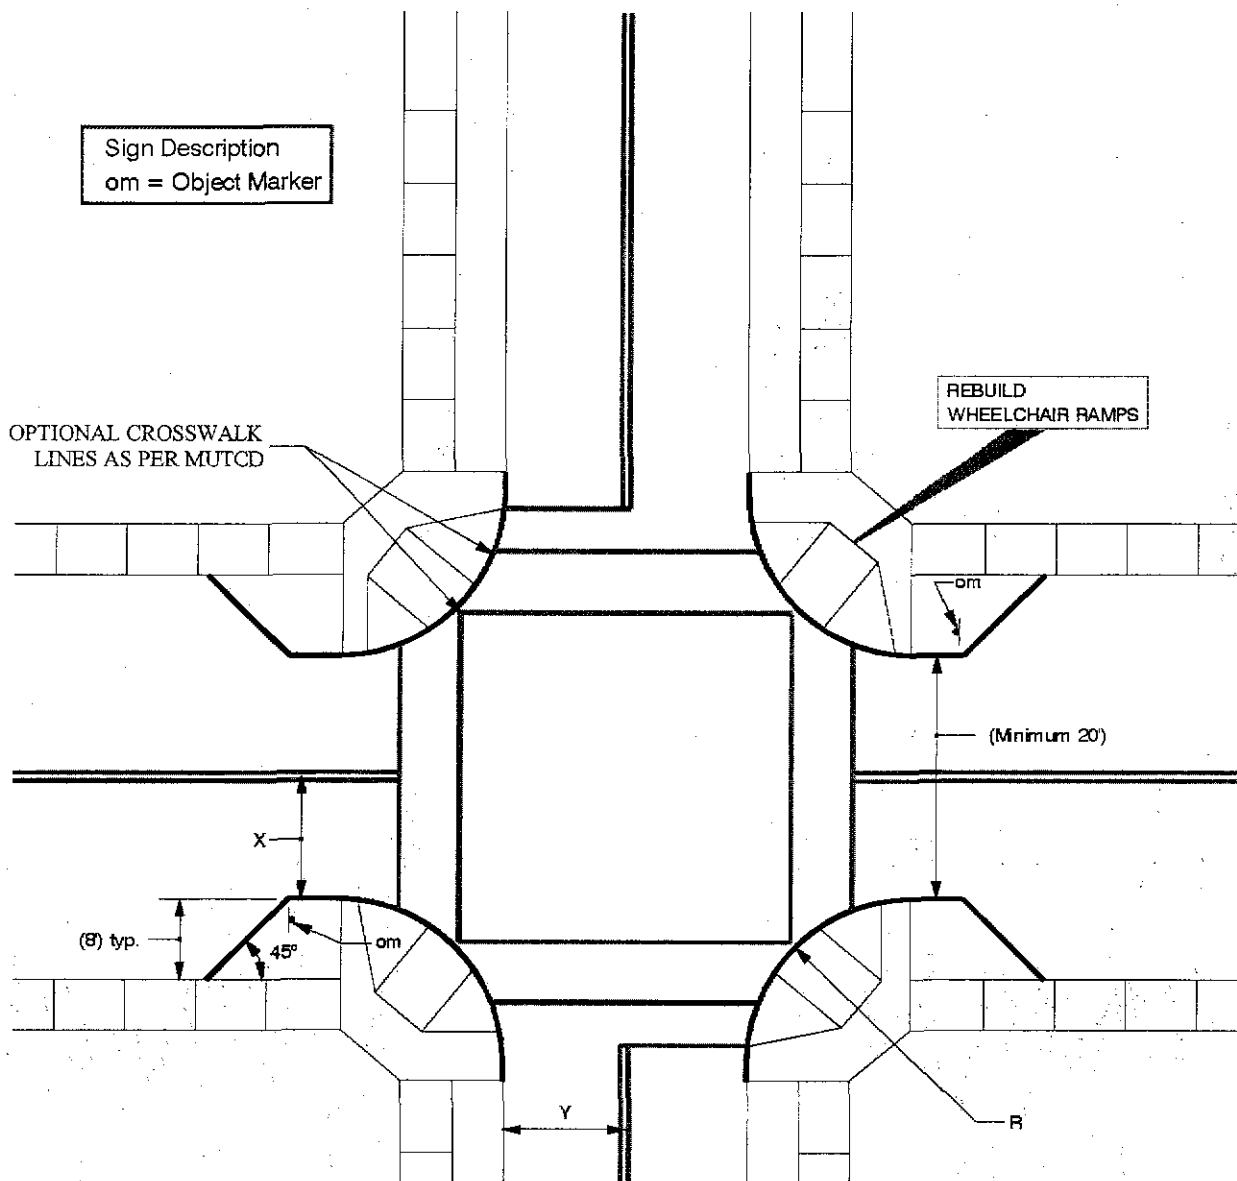 Sign Description
om = Object Marker
REBUILD
WHEELCHAIR RAMPS
OPTIONAL CROSSWALK
LINES AS PER MUTCD
om
(Minimum 20')
X
(8') typ.
45°
om
Y
R